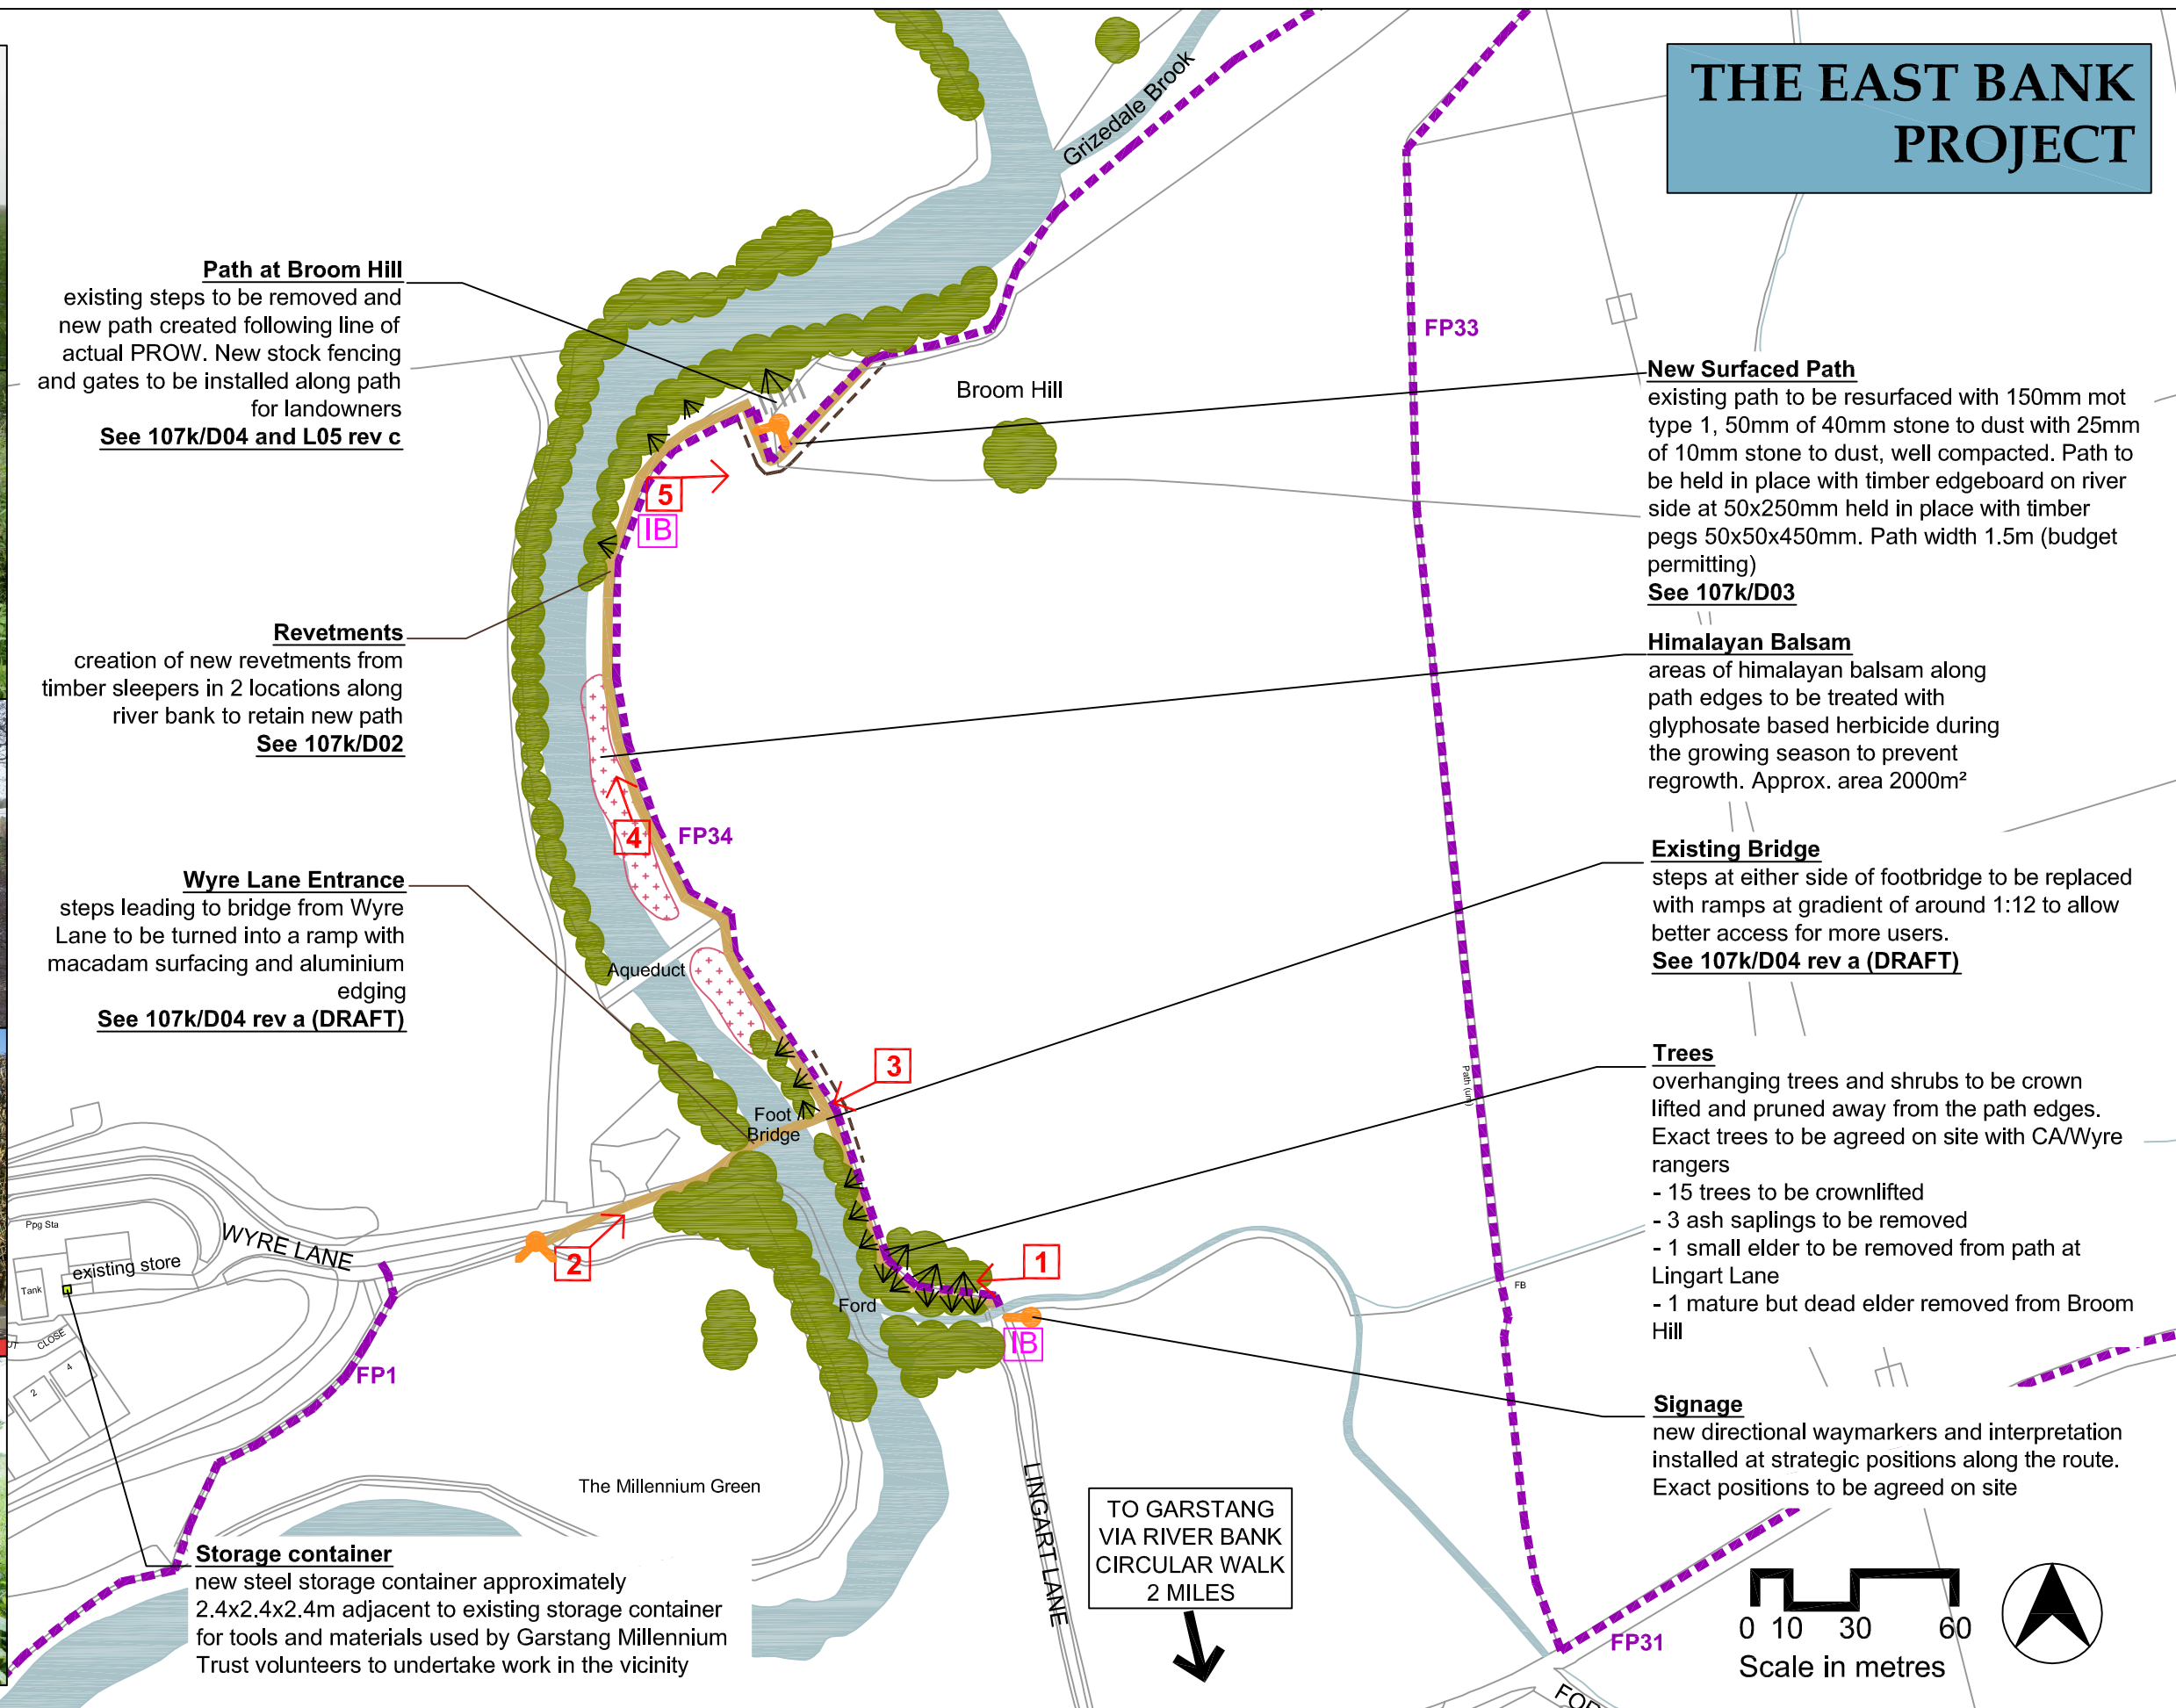 THE EAST BANK
PROJECT
Grizedale Brook
Path at Broom Hill
existing steps to be removed and
new path created following line of
actual PROW. New stock fencing
and gates to be installed along path
for landowners
See 107k/D04 and L05 rev c
Broom Hill
FP33
New Surfaced Path
existing path to be resurfaced with 150mm mot
type 1, 50mm of 40mm stone to dust with 25mm
of 10mm stone to dust, well compacted. Path to
be held in place with timber edgeboard on river
side at 50x250mm held in place with timber
pegs 50x50x450mm. Path width 1.5m (budget
permitting)
See 107k/D03
5
IB
Revetments
creation of new revetments from
timber sleepers in 2 locations along
river bank to retain new path
See 107k/D02
Himalayan Balsam
areas of himalayan balsam along
path edges to be treated with
glyphosate based herbicide during
the growing season to prevent
regrowth. Approx. area 2000m²
4
FP34
Wyre Lane Entrance
steps leading to bridge from Wyre
Lane to be turned into a ramp with
macadam surfacing and aluminium
edging
See 107k/D04 rev a (DRAFT)
Existing Bridge
steps at either side of footbridge to be replaced
with ramps at gradient of around 1:12 to allow
better access for more users.
See 107k/D04 rev a (DRAFT)
Aqueduct
3
Foot
Bridge
Path (um)
Trees
overhanging trees and shrubs to be crown
lifted and pruned away from the path edges.
Exact trees to be agreed on site with CA/Wyre
rangers
- 15 trees to be crownlifted
- 3 ash saplings to be removed
- 1 small elder to be removed from path at
Lingart Lane
- 1 mature but dead elder removed from Broom
Hill
Ppg Sta
WYRE LANE
existing store
Tank
2
1
Ford
FB
IB
CLOSE
4
2
FP1
Signage
new directional waymarkers and interpretation
installed at strategic positions along the route.
Exact positions to be agreed on site
The Millennium Green
LINGART LANE
TO GARSTANG
VIA RIVER BANK
CIRCULAR WALK
2 MILES
Storage container
new steel storage container approximately
2.4x2.4x2.4m adjacent to existing storage container
for tools and materials used by Garstang Millennium
Trust volunteers to undertake work in the vicinity
FP31
0 10 30 60
Scale in metres